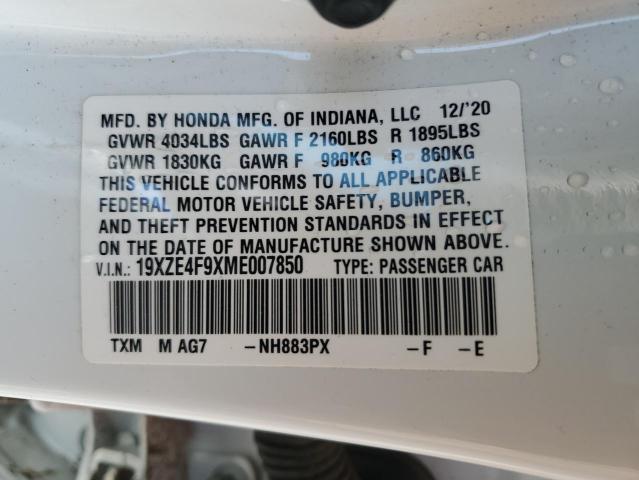 MFD. BY HONDA MFG. OF INDIANA, LLC 12/'20
GVWR 4034LBS GAWR F 2160LBS R 1895LBS
GVWR 1830KG GAWR F 980KG R 860KG
THIS VEHICLE CONFORMS TO ALL APPLICABLE
FEDERAL MOTOR VEHICLE SAFETY, BUMPER,
AND THEFT PREVENTION STANDARDS IN EFFECT
ON THE DATE OF MANUFACTURE SHOWN ABOVE.
V.I.N.: 19XZE4F9XME007850 TYPE: PASSENGER CAR
TXM M AG7 -NH883PX -F -E